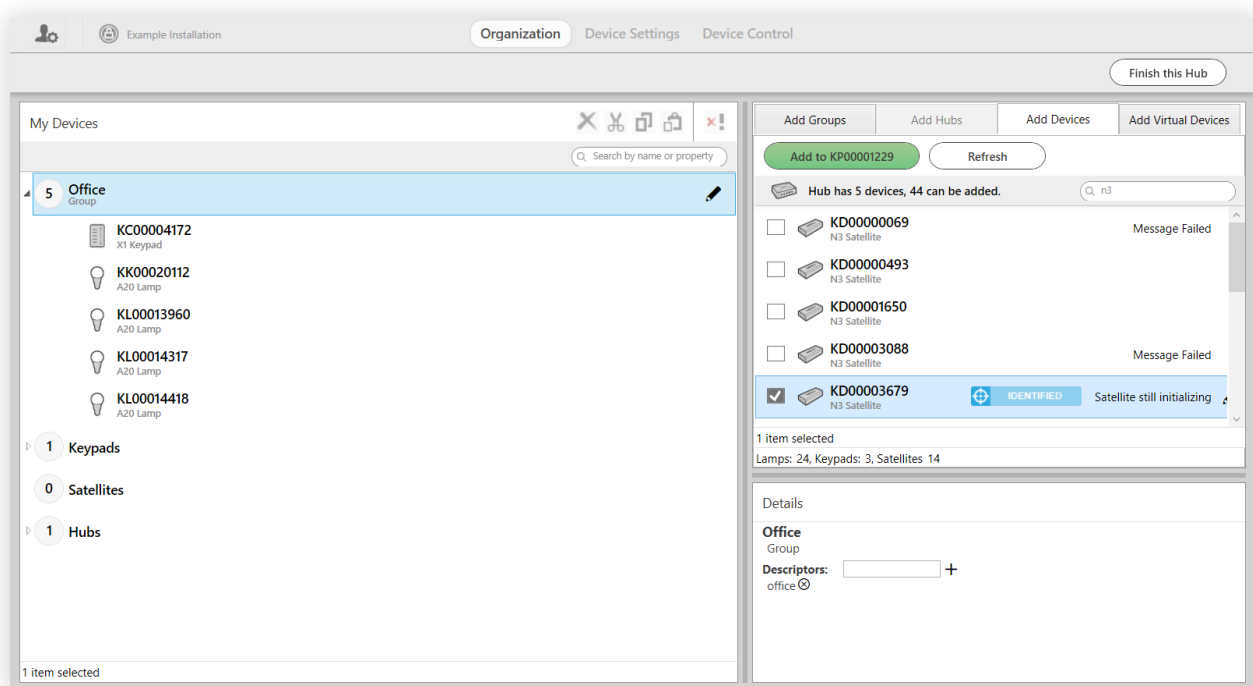 Example Installation
Organization
Device Settings
Device Control
Finish this Hub
My Devices
Search by name or property
5
Office
Group
KC00004172
X1 Keypad
KK00020112
A20 Lamp
KL00013960
A20 Lamp
KL00014317
A20 Lamp
KL00014418
A20 Lamp
1 Keypads
0 Satellites
1 Hubs
1 item selected
Add Groups
Add Hubs
Add Devices
Add Virtual Devices
Add to KP00001229
Refresh
Hub has 5 devices, 44 can be added.
n3
KD00000069
N3 Satellite
Message Failed
KD00000493
N3 Satellite
KD00001650
N3 Satellite
KD00003088
N3 Satellite
Message Failed
KD00003679
N3 Satellite
IDENTIFIED
Satellite still initializing
1 item selected
Lamps: 24, Keypads: 3, Satellites 14
Details
Office
Group
Descriptors:
office